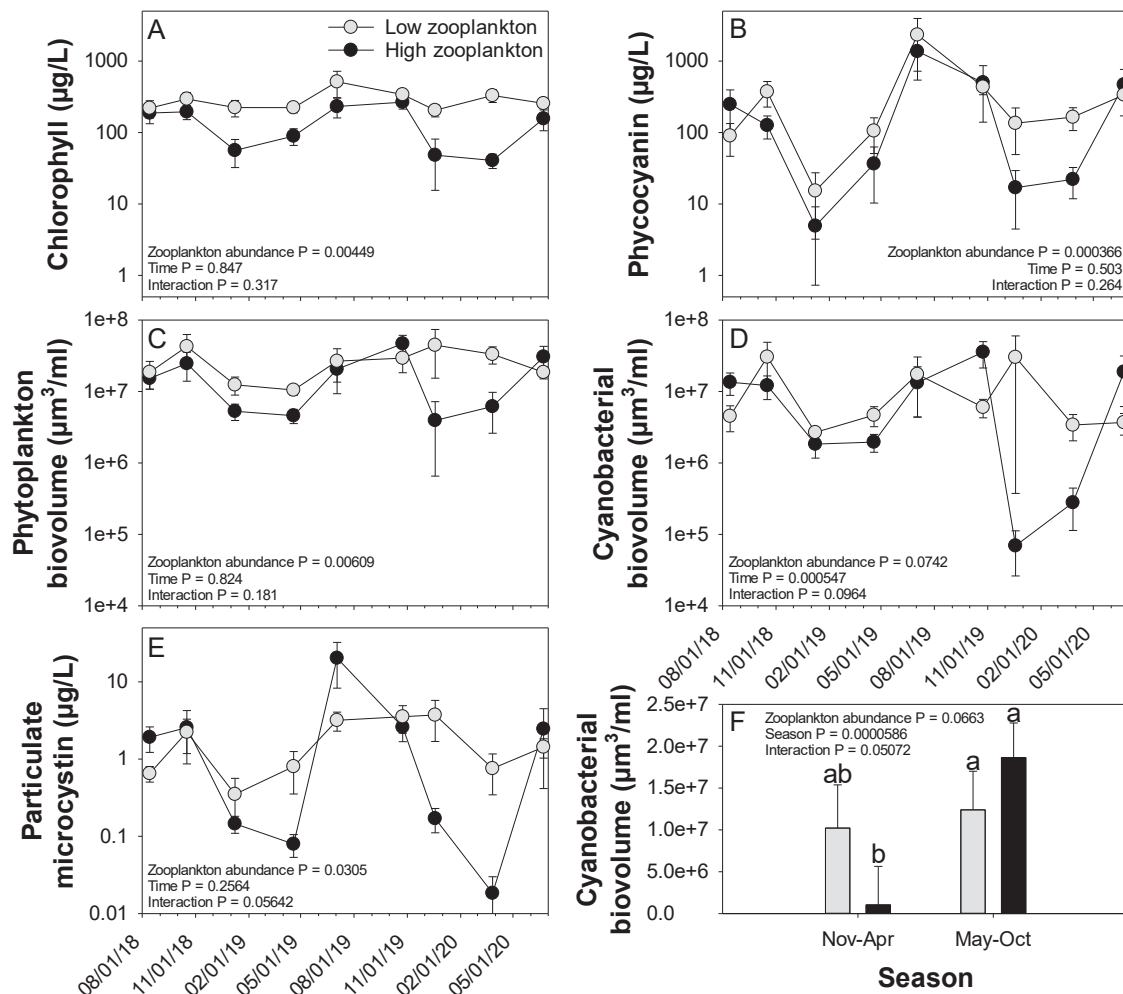 A
Low zooplankton
High zooplankton
Chlorophyll (µg/L)
1000
100
10
1
Zooplankton abundance P = 0.00449
Time P = 0.847
Interaction P = 0.317
B
Phycocyanin (µg/L)
1000
100
10
1
Zooplankton abundance P = 0.000366
Time P = 0.503
Interaction P = 0.264
C
Phytoplankton
biovolume (µm³/ml)
1e+8
1e+7
1e+6
1e+5
1e+4
Zooplankton abundance P = 0.00609
Time P = 0.824
Interaction P = 0.181
D
Cyanobacterial
biovolume (µm³/ml)
1e+8
1e+7
1e+6
1e+5
1e+4
Zooplankton abundance P = 0.0742
Time P = 0.000547
Interaction P = 0.0964
08/01/18
11/01/18
02/01/19
05/01/19
08/01/19
11/01/19
02/01/20
05/01/20
E
Particulate
microcystin (µg/L)
10
1
0.1
0.01
Zooplankton abundance P = 0.0305
Time P = 0.2564
Interaction P = 0.05642
08/01/18
11/01/18
02/01/19
05/01/19
08/01/19
11/01/19
02/01/20
05/01/20
F
Cyanobacterial
biovolume (µm³/ml)
2.5e+7
2.0e+7
1.5e+7
1.0e+7
5.0e+6
0.0
Zooplankton abundance P = 0.0663
Season P = 0.0000586
Interaction P = 0.05072
ab
b
a
a
Nov-Apr
May-Oct
Season